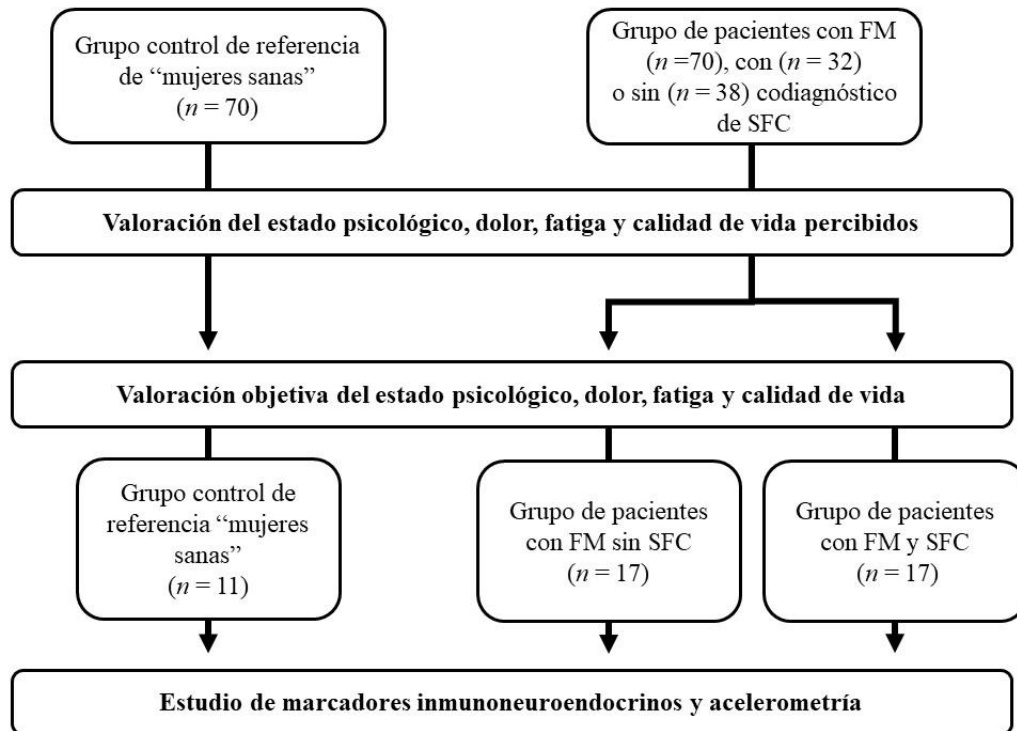 Grupo control de referencia
de “mujeres sanas”
(n = 70)
Grupo de pacientes con FM
(n =70), con (n = 32)
o sin (n = 38) codiagnóstico
de SFC
Valoración del estado psicológico, dolor, fatiga y calidad de vida percibidos
Valoración objetiva del estado psicológico, dolor, fatiga y calidad de vida
Grupo control de
referencia “mujeres
sanas”
(n = 11)
Grupo de pacientes
con FM sin SFC
(n = 17)
Grupo de pacientes
con FM y SFC
(n = 17)
Estudio de marcadores inmunoneuroendocrinos y acelerometría